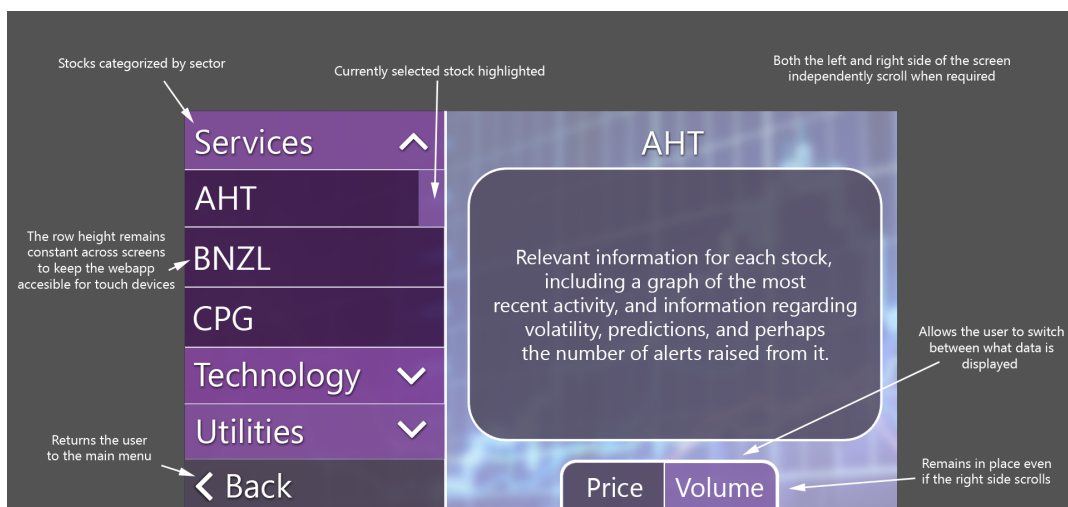 Stocks categorized by sector
Currently selected stock highlighted
Both the left and right side of the screen
independently scroll when required
Services
AHT
BNZL
CPG
Technology
Utilities
Back
The row height remains
constant across screens
to keep the webapp
accesible for touch devices
Returns the user
to the main menu
AHT
Relevant information for each stock,
including a graph of the most
recent activity, and information regarding
volatility, predictions, and perhaps
the number of alerts raised from it.
Price
Volume
Allows the user to switch
between what data is
displayed
Remains in place even
if the right side scrolls